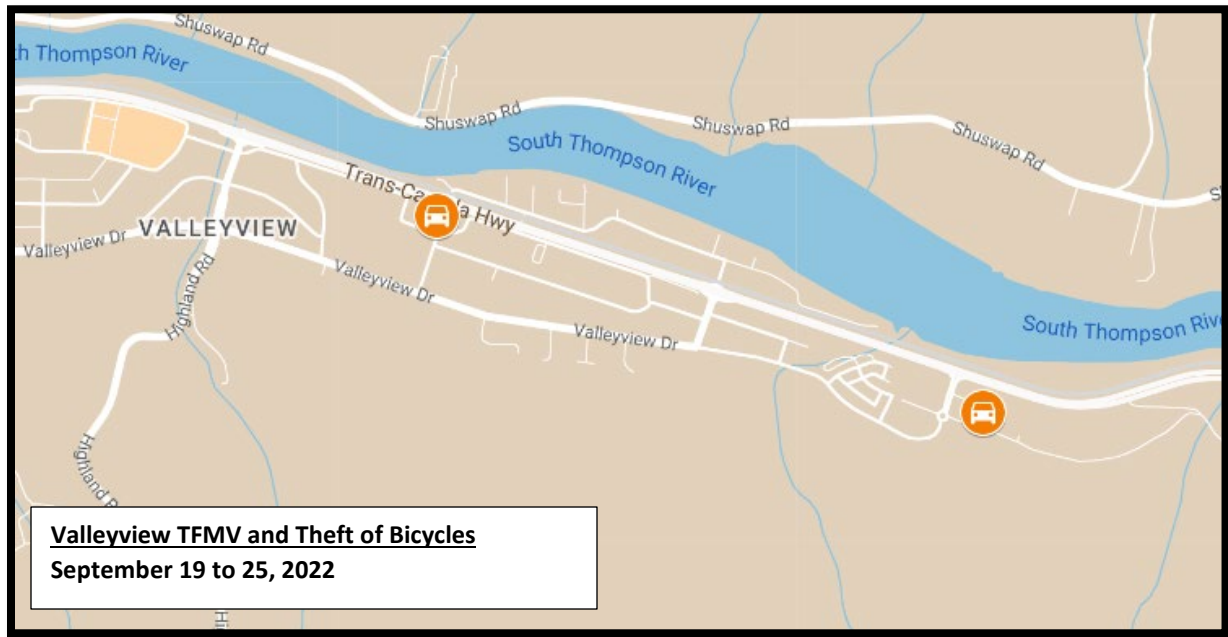 Shuswap Rd
th Thompson River
Shuswap Rd
Shuswap Rd
Shuswap Rd
South Thompson River
Trans-Ca
a Hwy
VALLEYVIEW
Valleyview Dr
Valleyview Dr
Highland Rd
Valleyview Dr
South Thompson Riv
Highland R
Valleyview TFMV and Theft of Bicycles
September 19 to 25, 2022
Hi